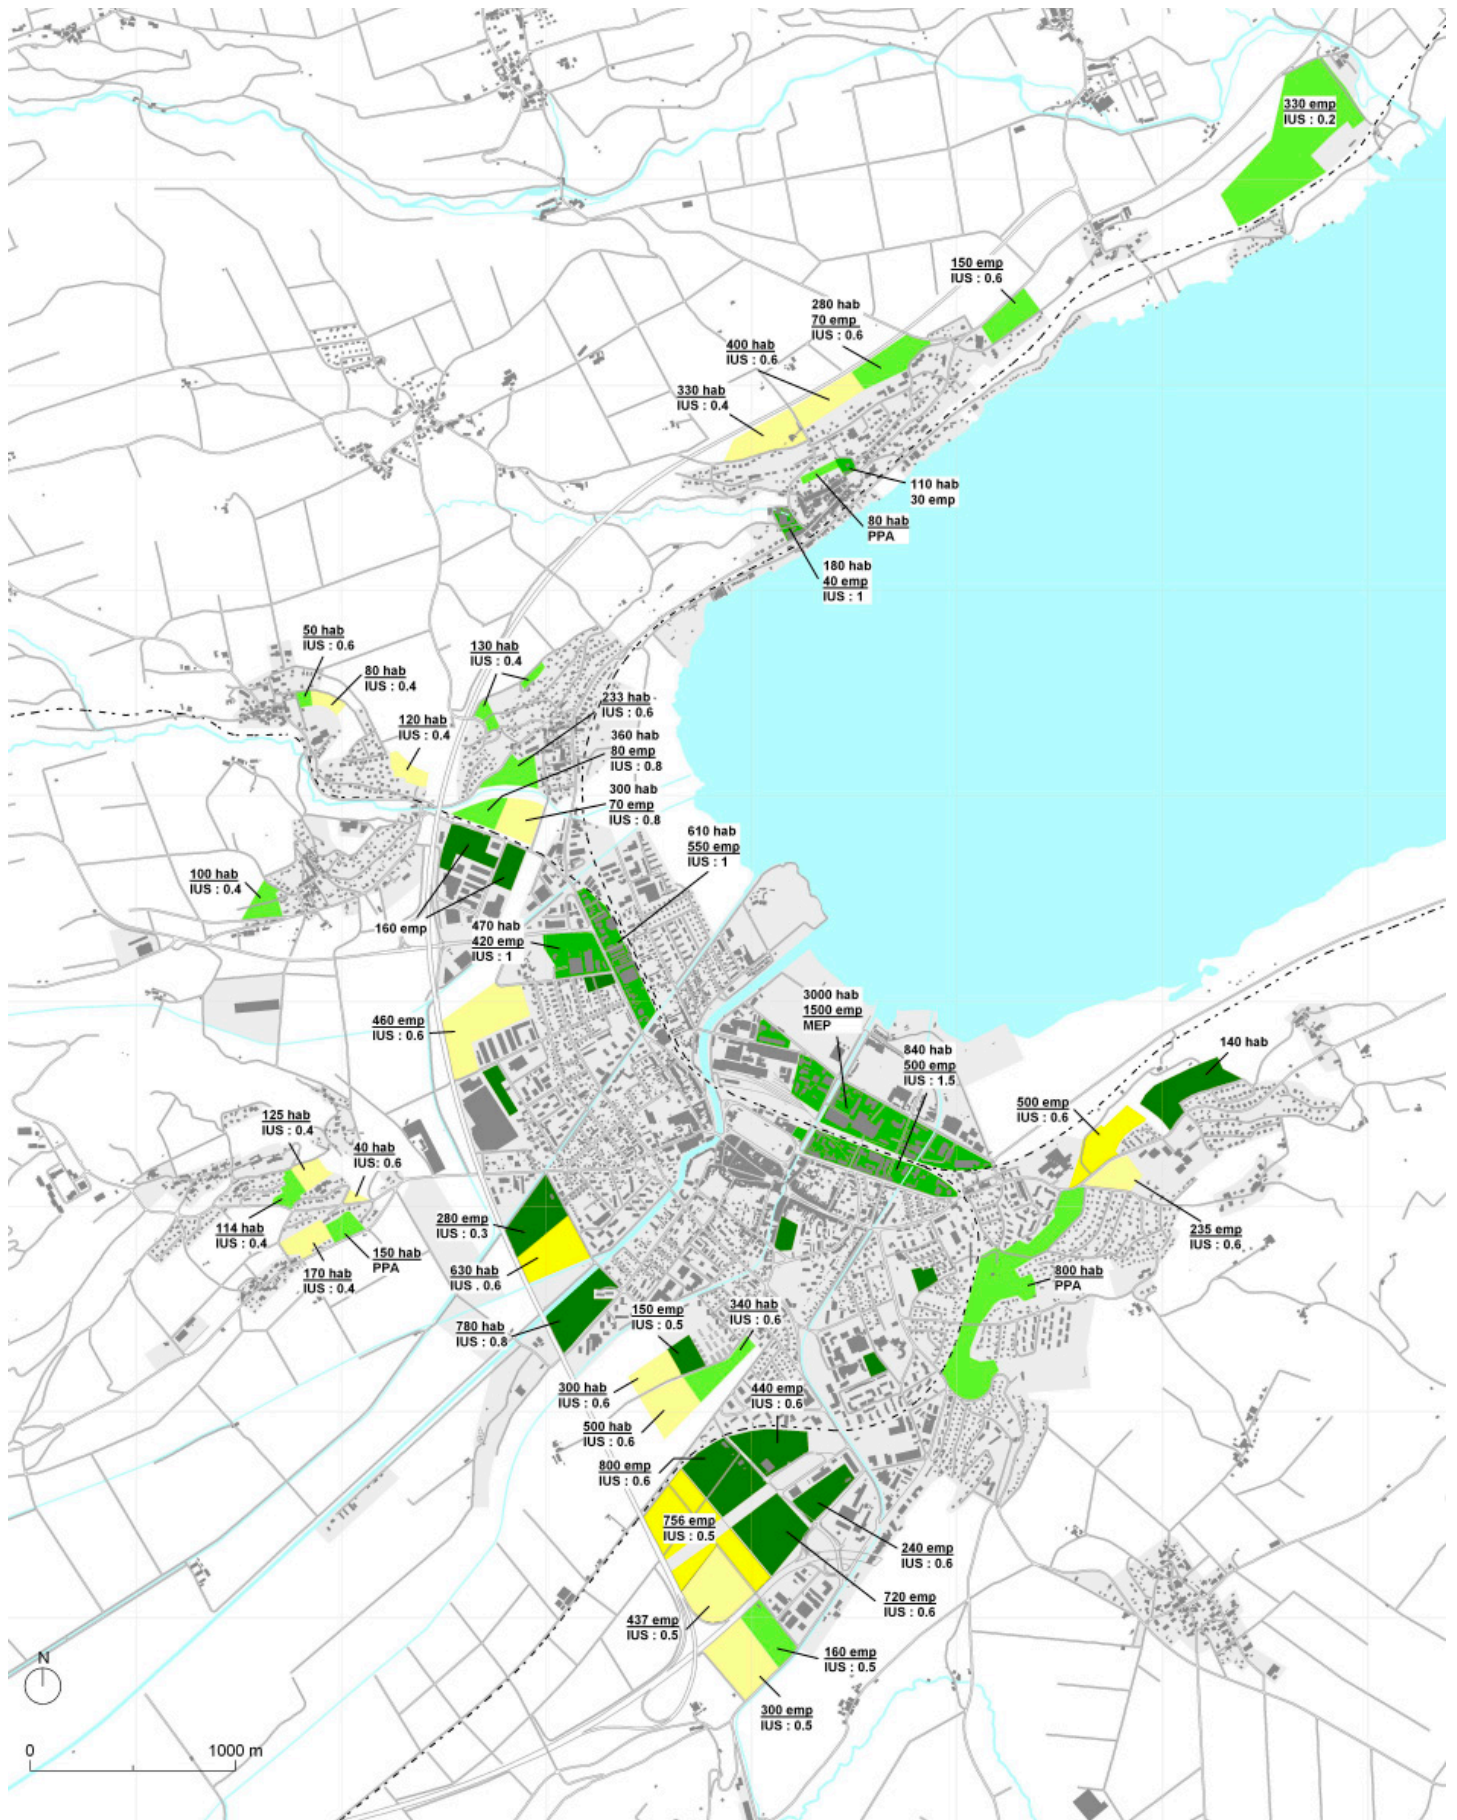 330 emp
IUS : 0.2
150 emp
IUS : 0.6
280 hab
70 emp
IUS : 0.6
400 hab
IUS : 0.6
330 hab
IUS : 0.4
110 hab
30 emp
80 hab
PPA
180 hab
40 emp
IUS : 1
50 hab
IUS : 0.6
80 hab
IUS : 0.4
120 hab
IUS : 0.4
130 hab
IUS : 0.4
233 hab
IUS : 0.6
360 hab
80 emp
IUS : 0.8
300 hab
70 emp
IUS : 0.8
610 hab
550 emp
IUS : 1
100 hab
IUS : 0.4
160 emp
470 hab
420 emp
IUS : 1
460 emp
IUS : 0.6
3000 hab
1500 emp
MEP
840 hab
500 emp
IUS : 1.5
140 hab
500 emp
IUS : 0.6
125 hab
IUS : 0.4
40 hab
IUS : 0.6
114 hab
IUS : 0.4
150 hab
PPA
170 hab
IUS : 0.4
280 emp
IUS : 0.3
630 hab
IUS . 0.6
235 emp
IUS : 0.6
800 hab
PPA
780 hab
IUS : 0.8
150 emp
IUS : 0.5
340 hab
IUS : 0.6
300 hab
IUS : 0.6
500 hab
IUS : 0.6
440 emp
IUS : 0.6
800 emp
IUS : 0.6
756 emp
IUS : 0.5
240 emp
IUS : 0.6
720 emp
IUS : 0.6
437 emp
IUS : 0.5
160 emp
IUS : 0.5
300 emp
IUS : 0.5
N
0 1000 m